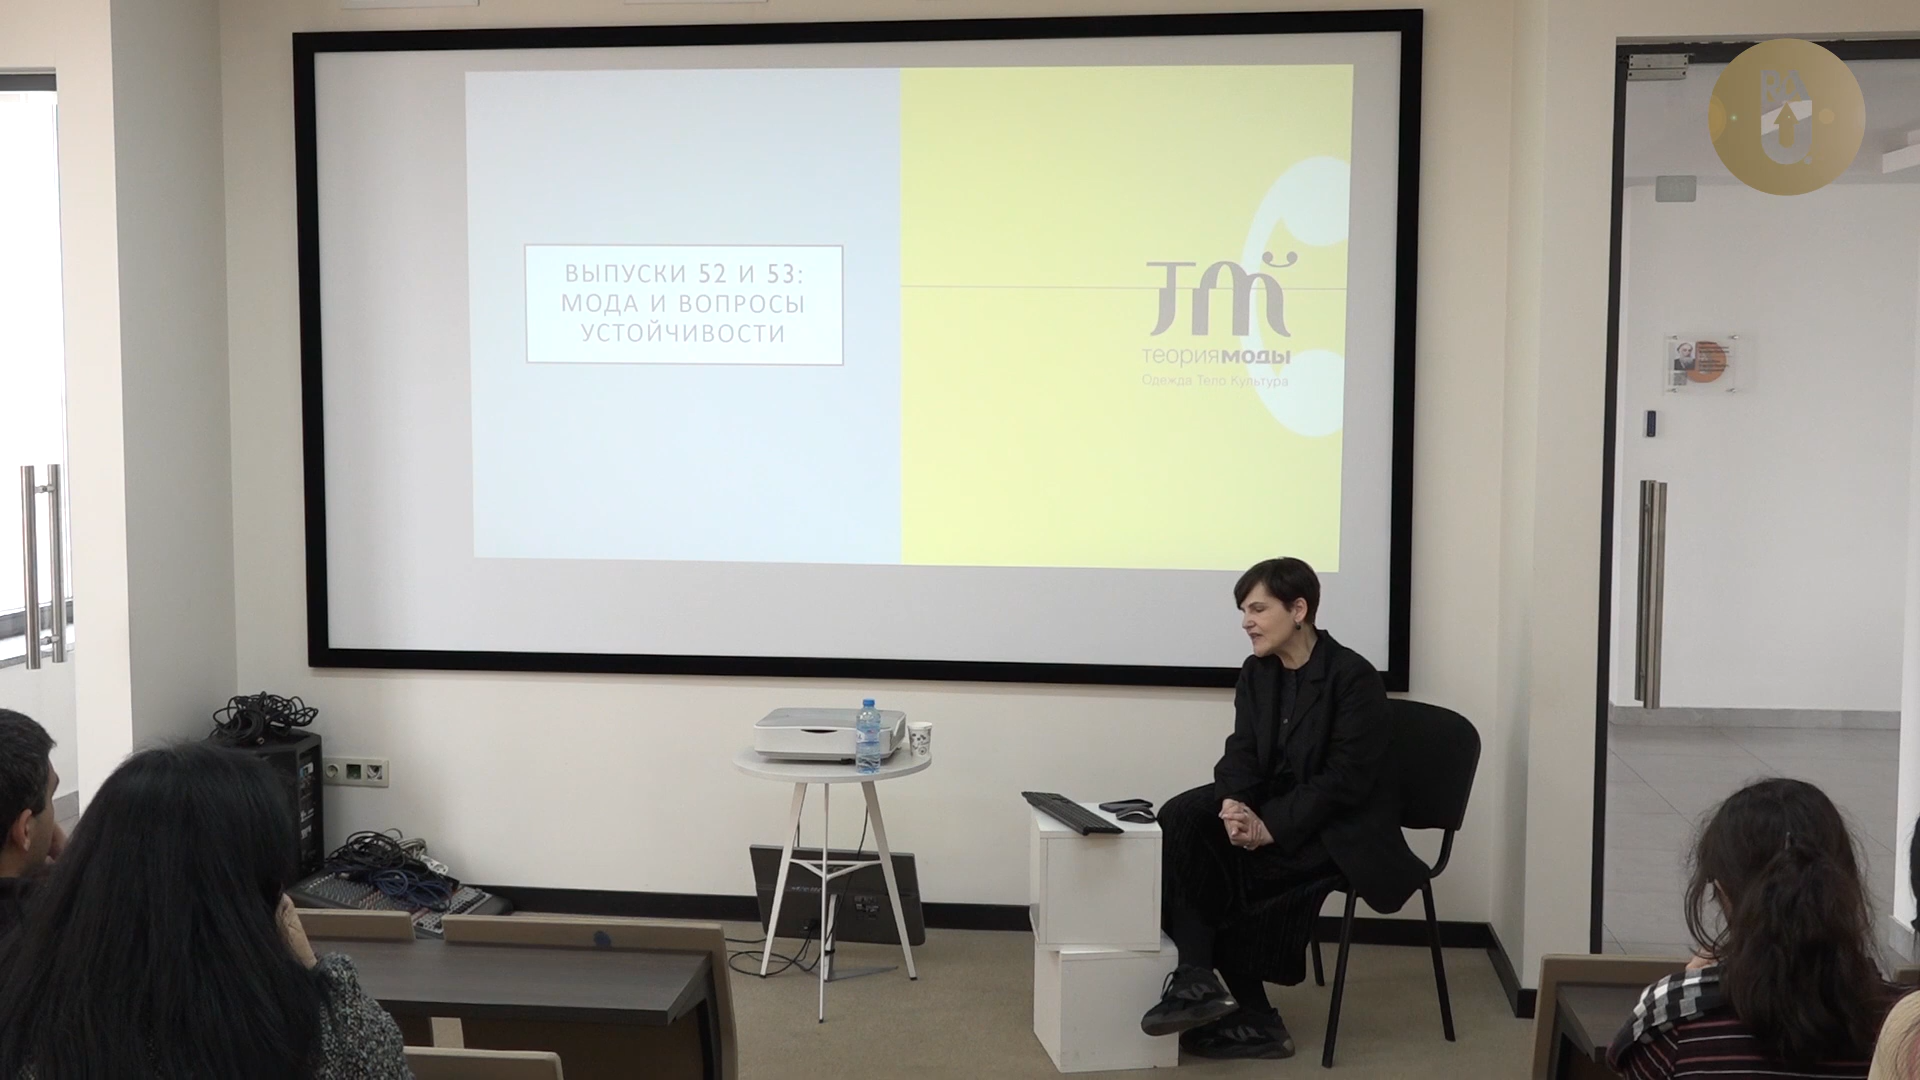 ВЫПУСКИ 52 И 53:
МОДА И ВОПРОСЫ
УСТОЙЧИВОСТИ
ТМ
теориямоды
Одежда Тело Культура